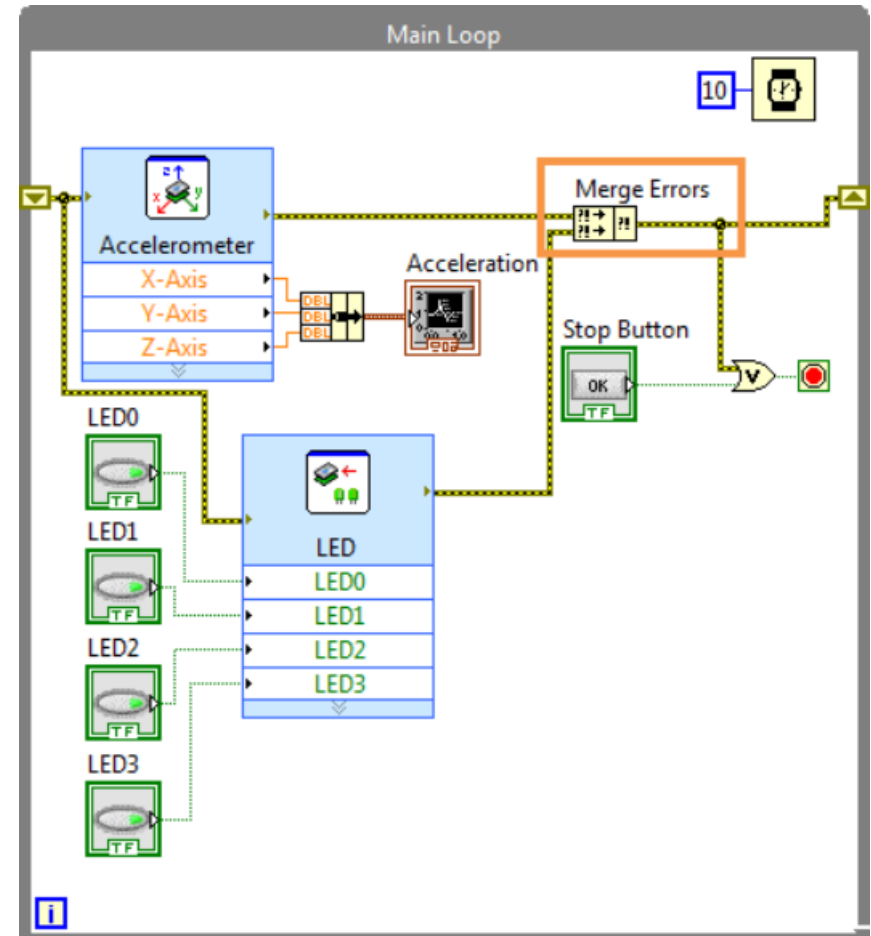 Main Loop
10
z
x
y
Accelerometer
X-Axis
Y-Axis
Z-Axis
DBL
DBL
DBL
Acceleration
Merge Errors
?!
?!
?!
Stop Button
OK
TF
V
LED0
TF
LED1
TF
LED2
TF
LED3
TF
LED
LED0
LED1
LED2
LED3
i